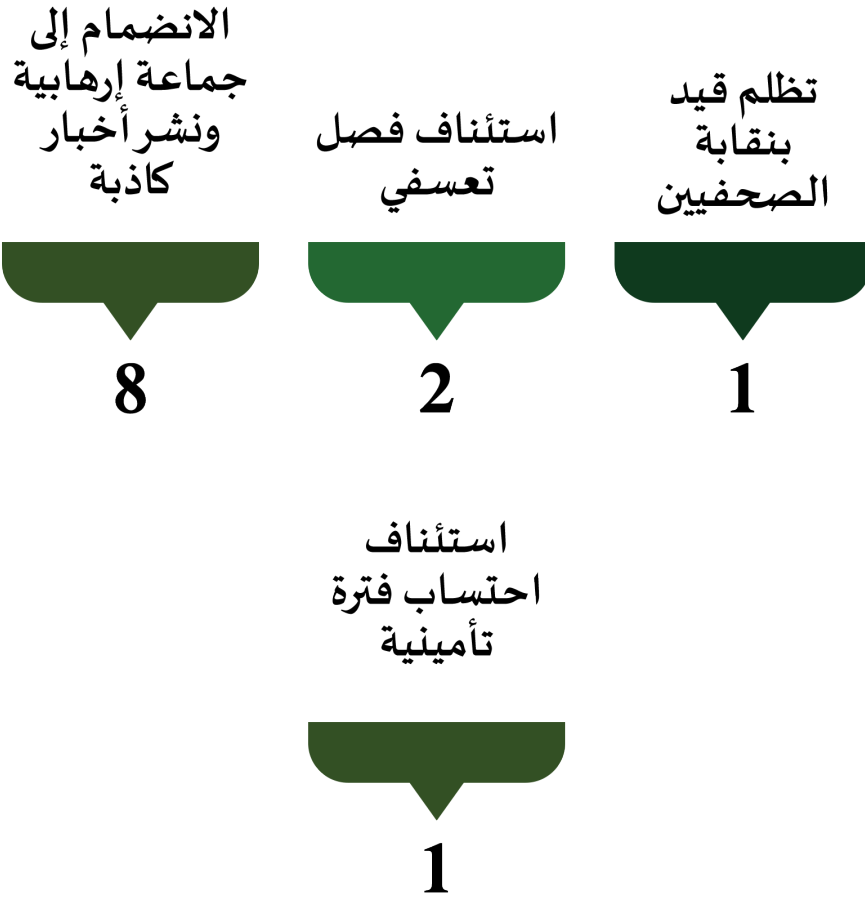 تظلم قيد
بنقابة
الصحفيين
1
استئناف فصل
تعسفي
2
الانضمام إلى
جماعة إرهابية
ونشر أخبار
كاذبة
8
استئناف
احتساب فترة
تأمينية
1